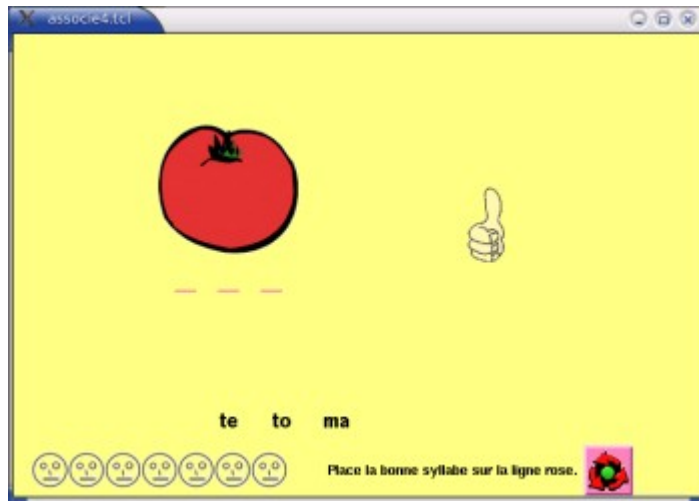 associe4.tcl
te to ma
Place la bonne syllabe sur la ligne rose.